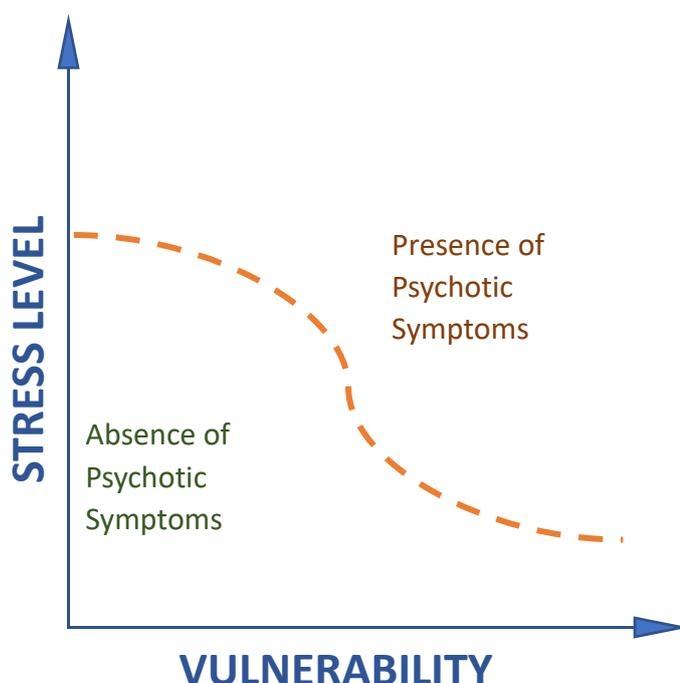 STRESS LEVEL
Presence of
Psychotic
Symptoms
Absence of
Psychotic
Symptoms
VULNERABILITY